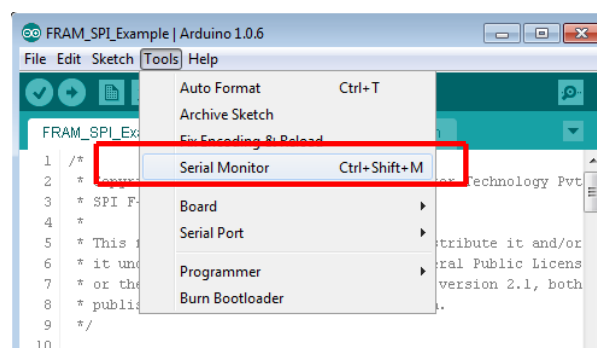 FRAM_SPI_Example | Arduino 1.0.6
File Edit Sketch Tools Help
Auto Format Ctrl+T
Archive Sketch
FRAM_SPI_Exa
Fix Encoding & Reload
1 /*
Serial Monitor Ctrl+Shift+M
2 * Technology Pvt
3 * SPI F
Board
4 *
Serial Port
5 * This stribute it and/or
6 * it und ral Public Licens
Programmer
7 * or the version 2.1, both
Burn Bootloader
8 * publis
9 */
10